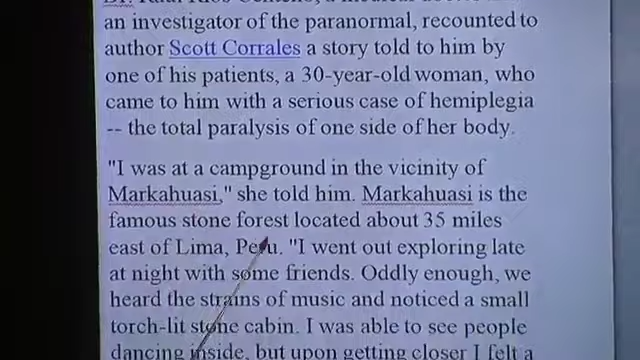 an investigator of the paranormal, recounted to
author Scott Corrales a story told to him by
one of his patients, a 30-year-old woman, who
came to him with a serious case of hemiplegia
-- the total paralysis of one side of her body.
"I was at a campground in the vicinity of
Markahuasi," she told him. Markahuasi is the
famous stone forest located about 35 miles
east of Lima, Peru. "I went out exploring late
at night with some friends. Oddly enough, we
heard the strains of music and noticed a small
torch-lit stone cabin. I was able to see people
dancing inside, but upon getting closer I felt a